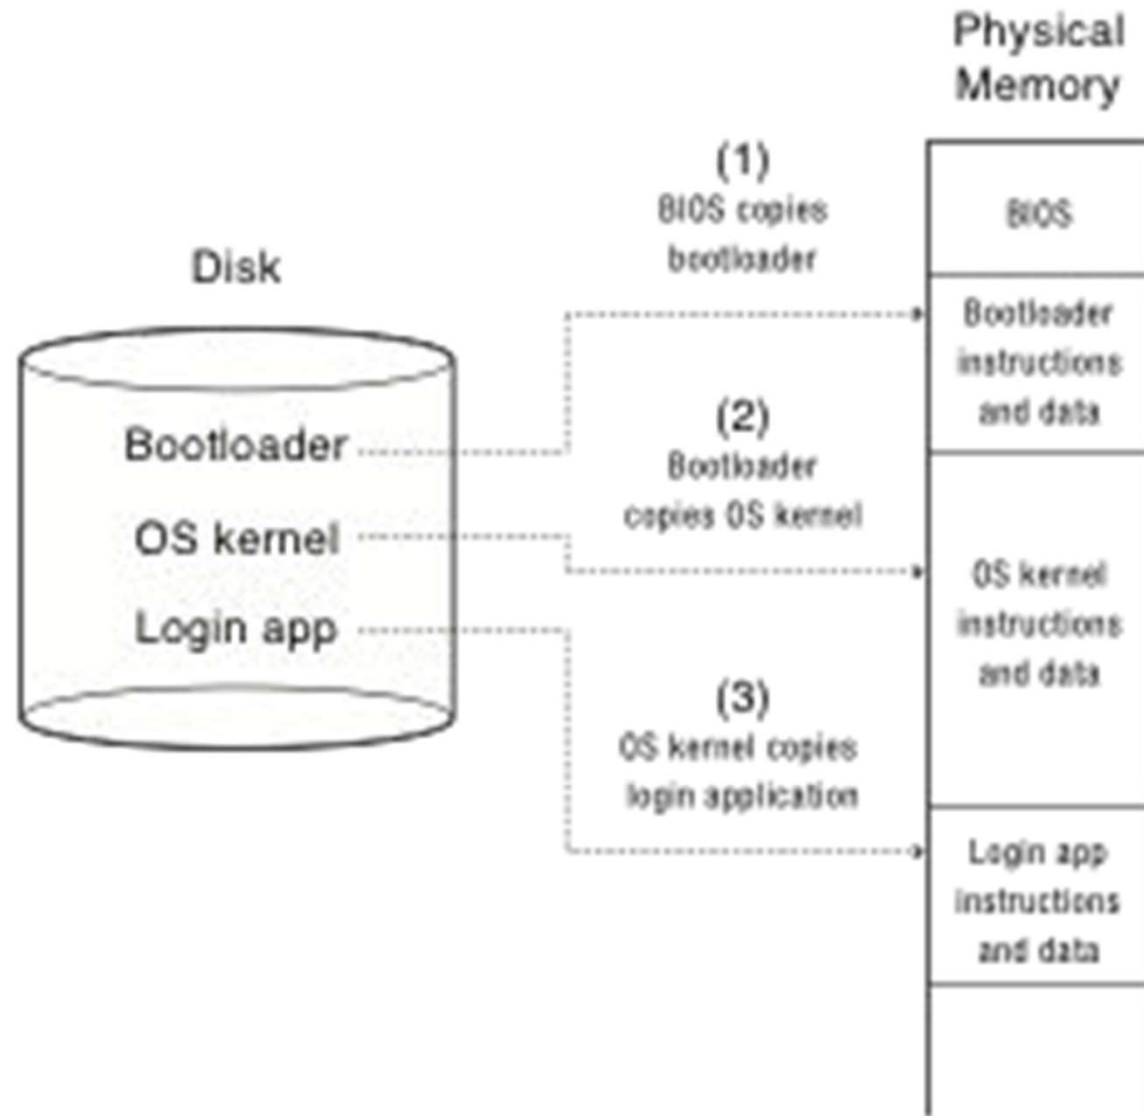 Physical
Memory
(1)
BIOS copies
bootloader
BIOS
Disk
Bootloader
instructions
and data
(2)
Bootloader
copies OS kernel
Bootloader
OS kernel
Login app
OS kernel
instructions
and data
(3)
OS kernel copies
login application
Login app
instructions
and data